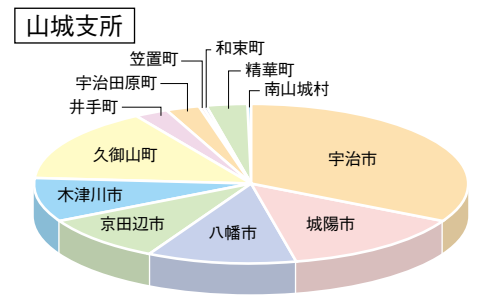 山城支所
和束町
笠置町
精華町
宇治田原町
南山城村
井手町
久御山町
宇治市
木津川市
京田辺市
八幡市
城陽市